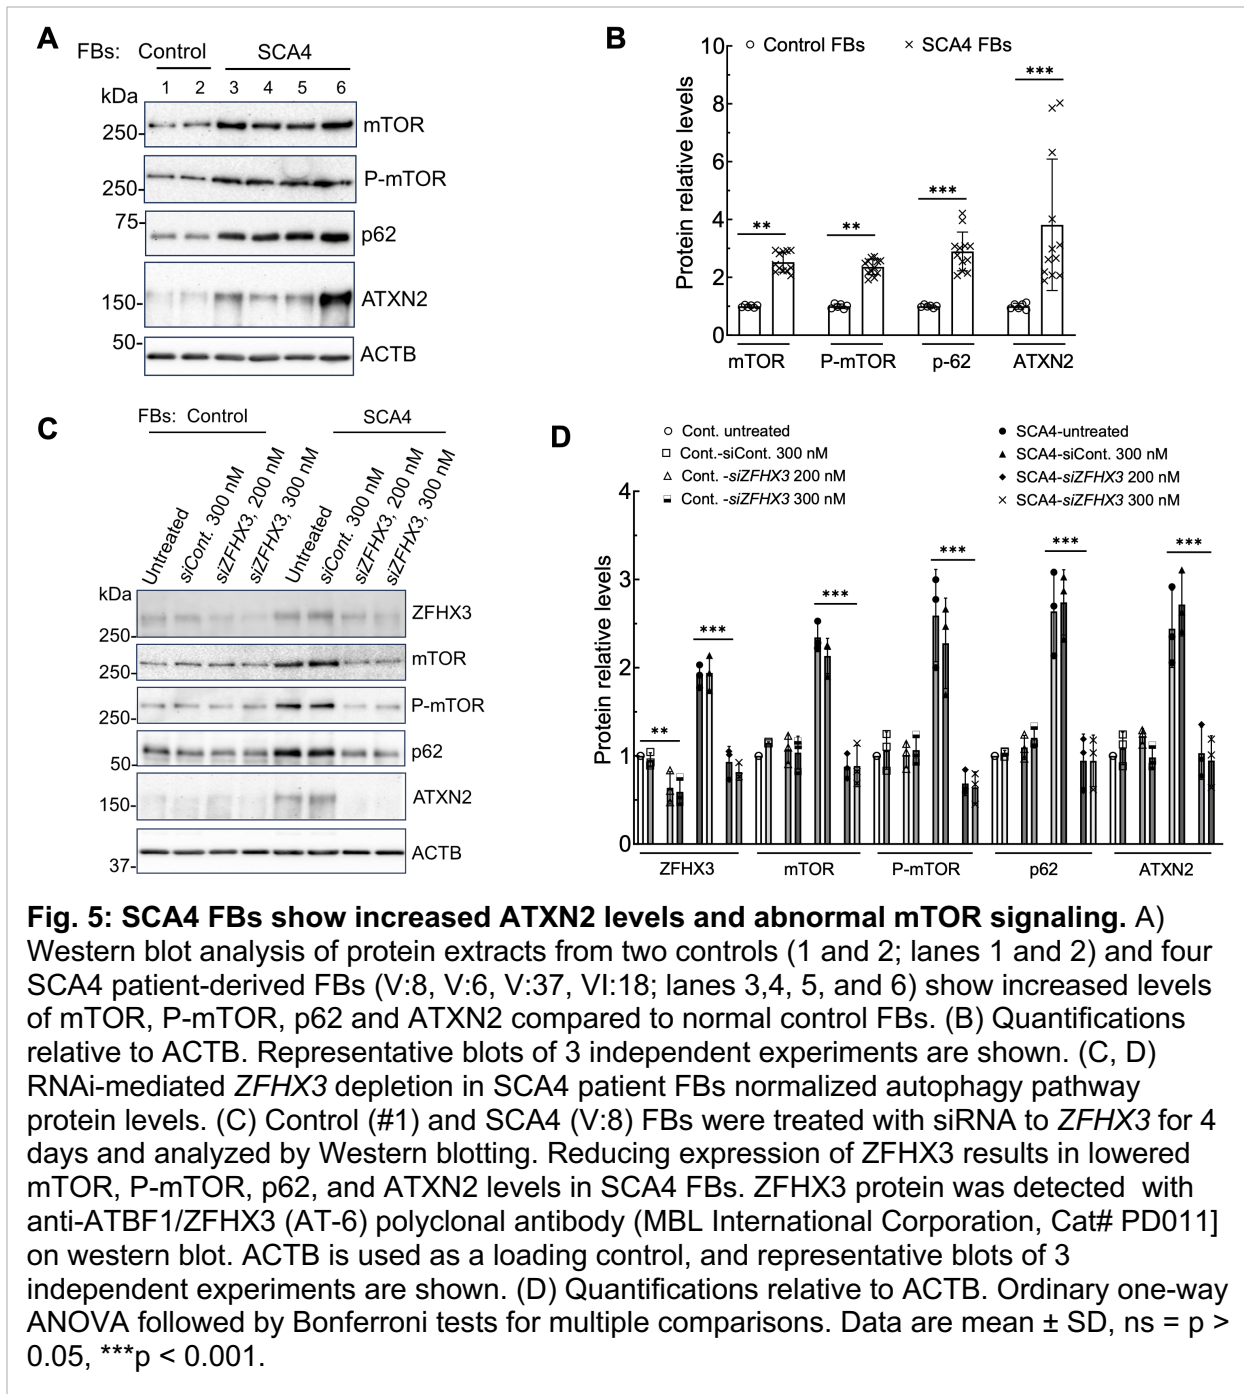 A
FBs: Control SCA4
1 2 3 4 5 6
kDa
250- mTOR
250- P-mTOR
75- p62
150- ATXN2
50- ACTB
B
Control FBs SCA4 FBs
Protein relative levels
10
8
6
4
2
0
** ** *** ***
mTOR P-mTOR p-62 ATXN2
C
FBs: Control SCA4
Untreated
siCont. 300 nM
siZFHX3, 200 nM
siZFHX3, 300 nM
Untreated
siCont. 300 nM
siZFHX3, 200 nM
siZFHX3, 300 nM
kDa
250- ZFHX3
250- mTOR
250- P-mTOR
50- p62
150- ATXN2
37- ACTB
D
Cont. untreated
Cont.-siCont. 300 nM
Cont. -siZFHX3 200 nM
Cont. -siZFHX3 300 nM
SCA4-untreated
SCA4-siCont. 300 nM
SCA4-siZFHX3 200 nM
SCA4-siZFHX3 300 nM
Protein relative levels
4
3
2
1
0
** *** *** *** *** ***
ZFHX3 mTOR P-mTOR p62 ATXN2
Fig. 5: SCA4 FBs show increased ATXN2 levels and abnormal mTOR signaling. A)
Western blot analysis of protein extracts from two controls (1 and 2; lanes 1 and 2) and four
SCA4 patient-derived FBs (V:8, V:6, V:37, VI:18; lanes 3,4, 5, and 6) show increased levels
of mTOR, P-mTOR, p62 and ATXN2 compared to normal control FBs. (B) Quantifications
relative to ACTB. Representative blots of 3 independent experiments are shown. (C, D)
RNAi-mediated ZFHX3 depletion in SCA4 patient FBs normalized autophagy pathway
protein levels. (C) Control (#1) and SCA4 (V:8) FBs were treated with siRNA to ZFHX3 for 4
days and analyzed by Western blotting. Reducing expression of ZFHX3 results in lowered
mTOR, P-mTOR, p62, and ATXN2 levels in SCA4 FBs. ZFHX3 protein was detected with
anti-ATBF1/ZFHX3 (AT-6) polyclonal antibody (MBL International Corporation, Cat# PD011]
on western blot. ACTB is used as a loading control, and representative blots of 3
independent experiments are shown. (D) Quantifications relative to ACTB. Ordinary one-way
ANOVA followed by Bonferroni tests for multiple comparisons. Data are mean ± SD, ns = p >
0.05, ***p < 0.001.